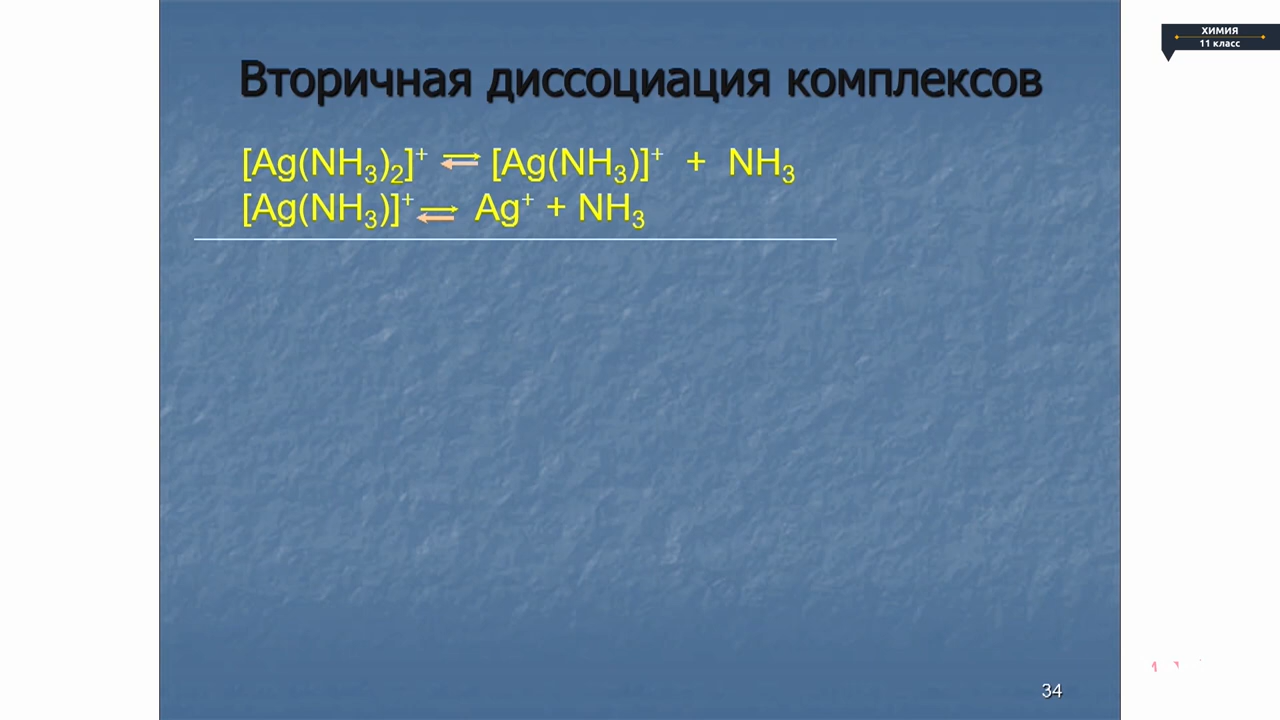 ХИМИЯ
11 класс
Вторичная диссоциация комплексов
[Ag(NH₃)₂]⁺ ⇌ [Ag(NH₃)]⁺ + NH₃
[Ag(NH₃)]⁺ ⇌ Ag⁺ + NH₃
34